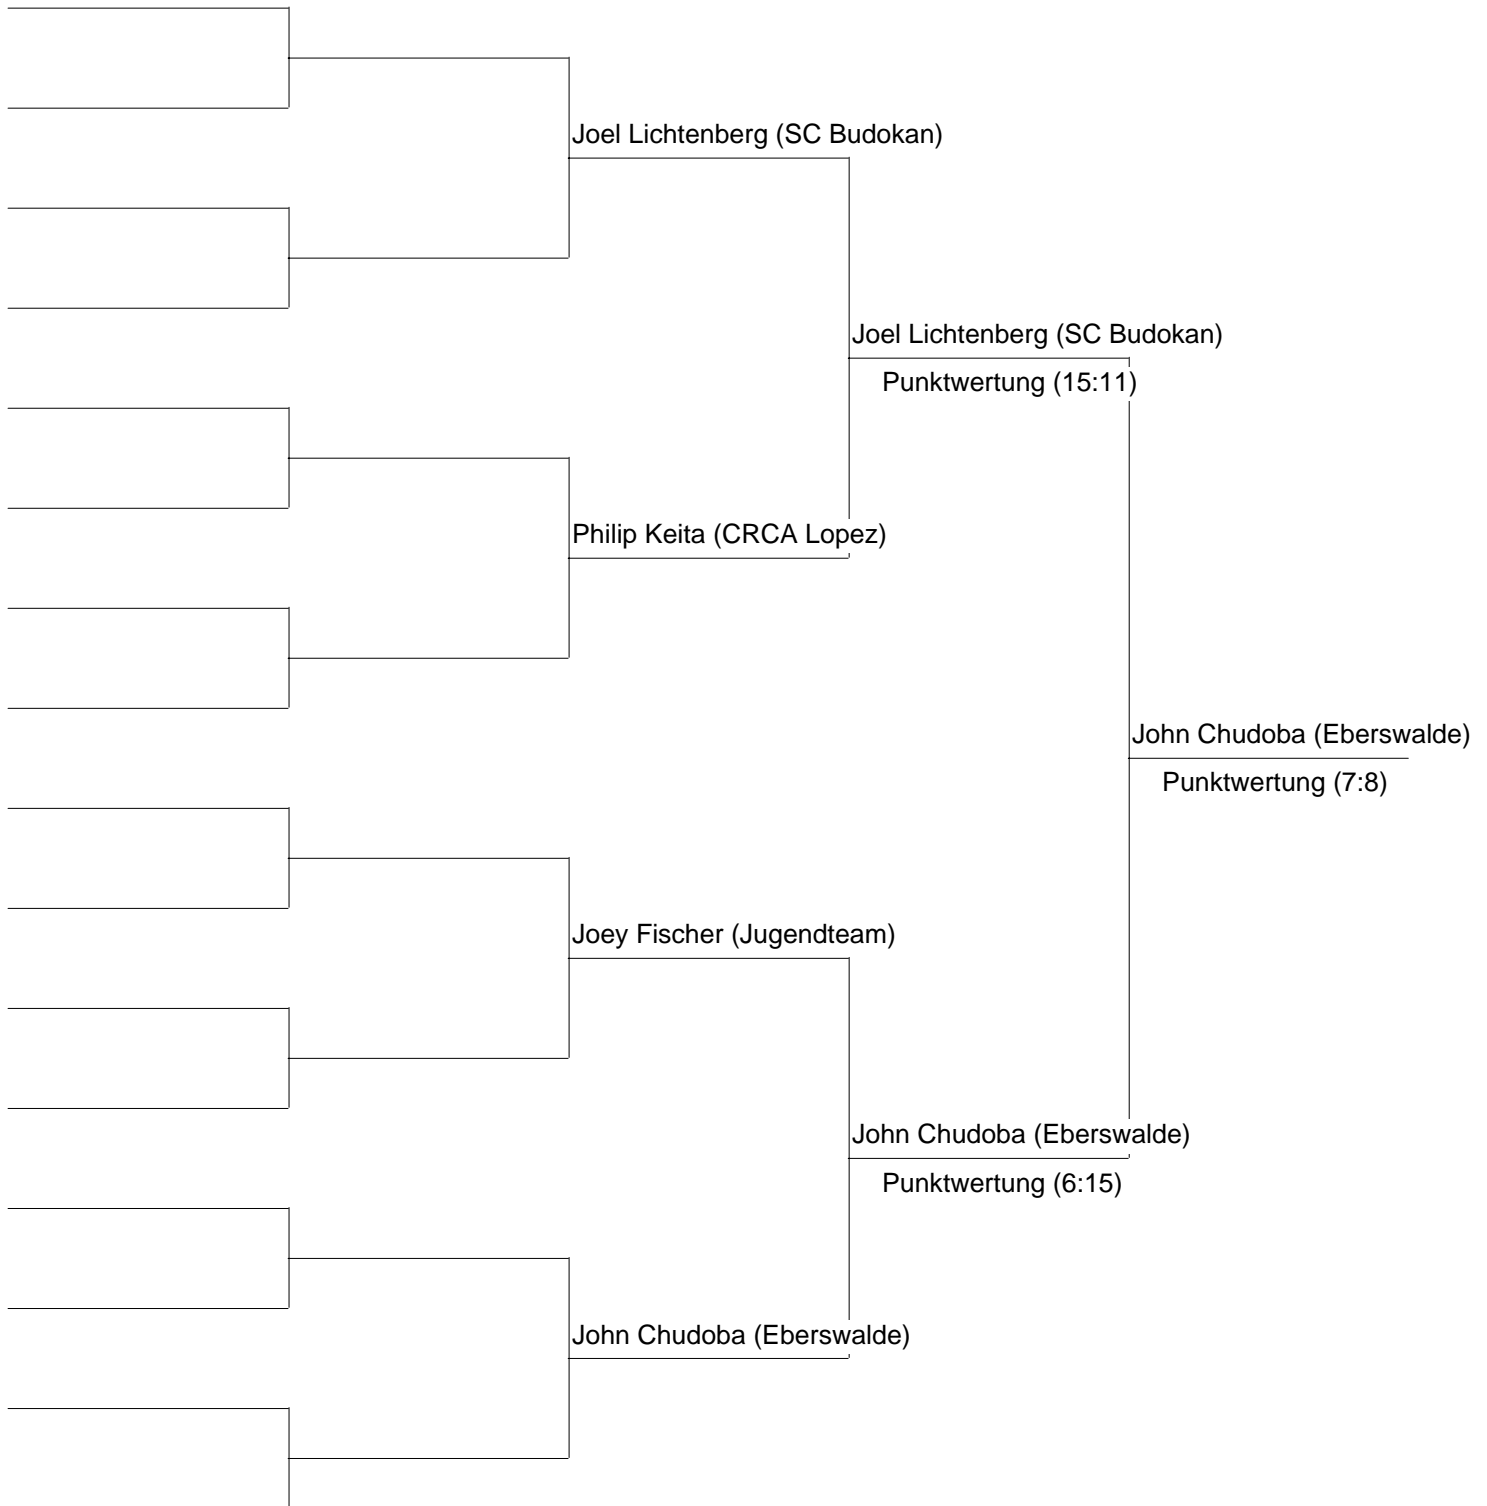 Joel Lichtenberg (SC Budokan)
Joel Lichtenberg (SC Budokan)
Punktwertung (15:11)
Philip Keita (CRCA Lopez)
John Chudoba (Eberswalde)
Punktwertung (7:8)
Joey Fischer (Jugendteam)
John Chudoba (Eberswalde)
Punktwertung (6:15)
John Chudoba (Eberswalde)